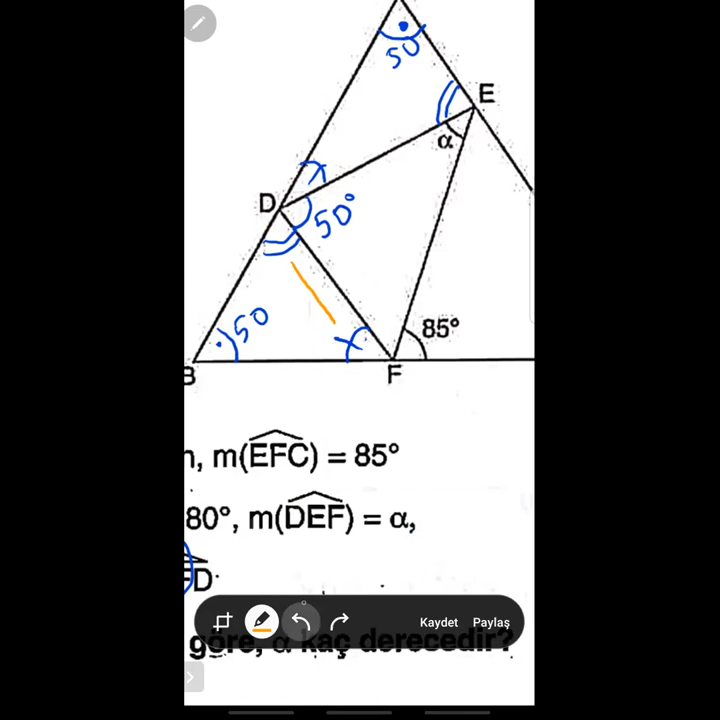 50
E
α
x
D
50°
50
x
85°
B
F
m(EFC) = 85°
80°, m(DEF) = α,
Kaydet Paylaş
göre, α kaç derecedir?